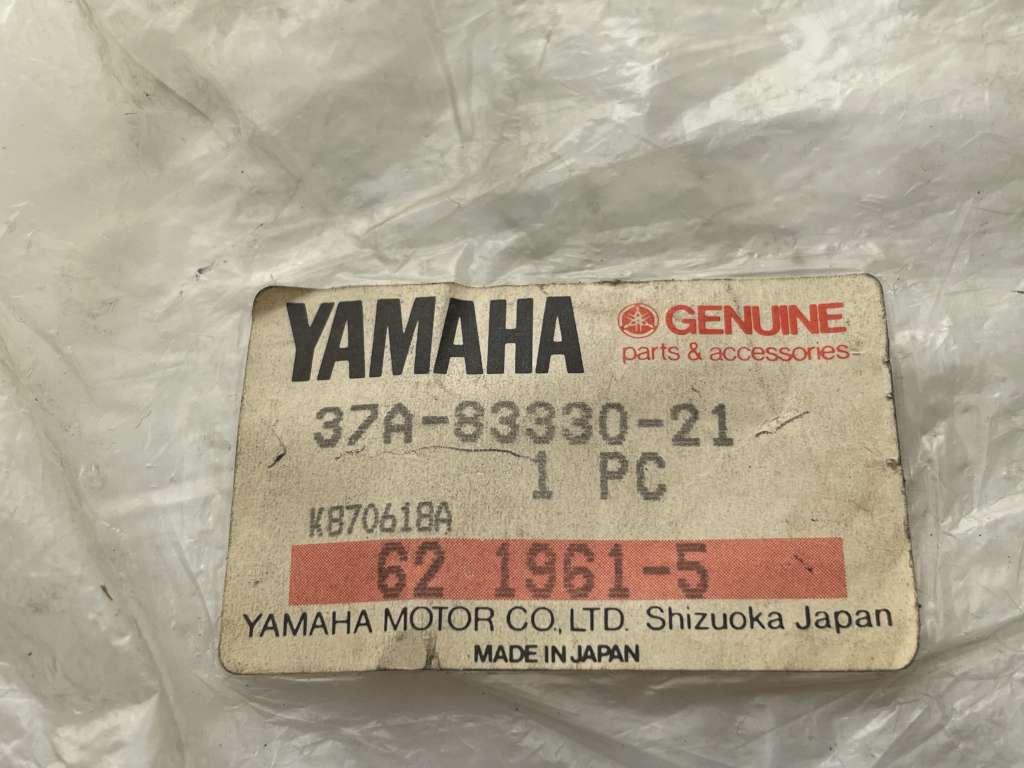 YAMAHA GENUINE
parts & accessories
37A-83330-21
1 PC
K870618A
62 1961-5
YAMAHA MOTOR CO., LTD. Shizuoka Japan
MADE IN JAPAN